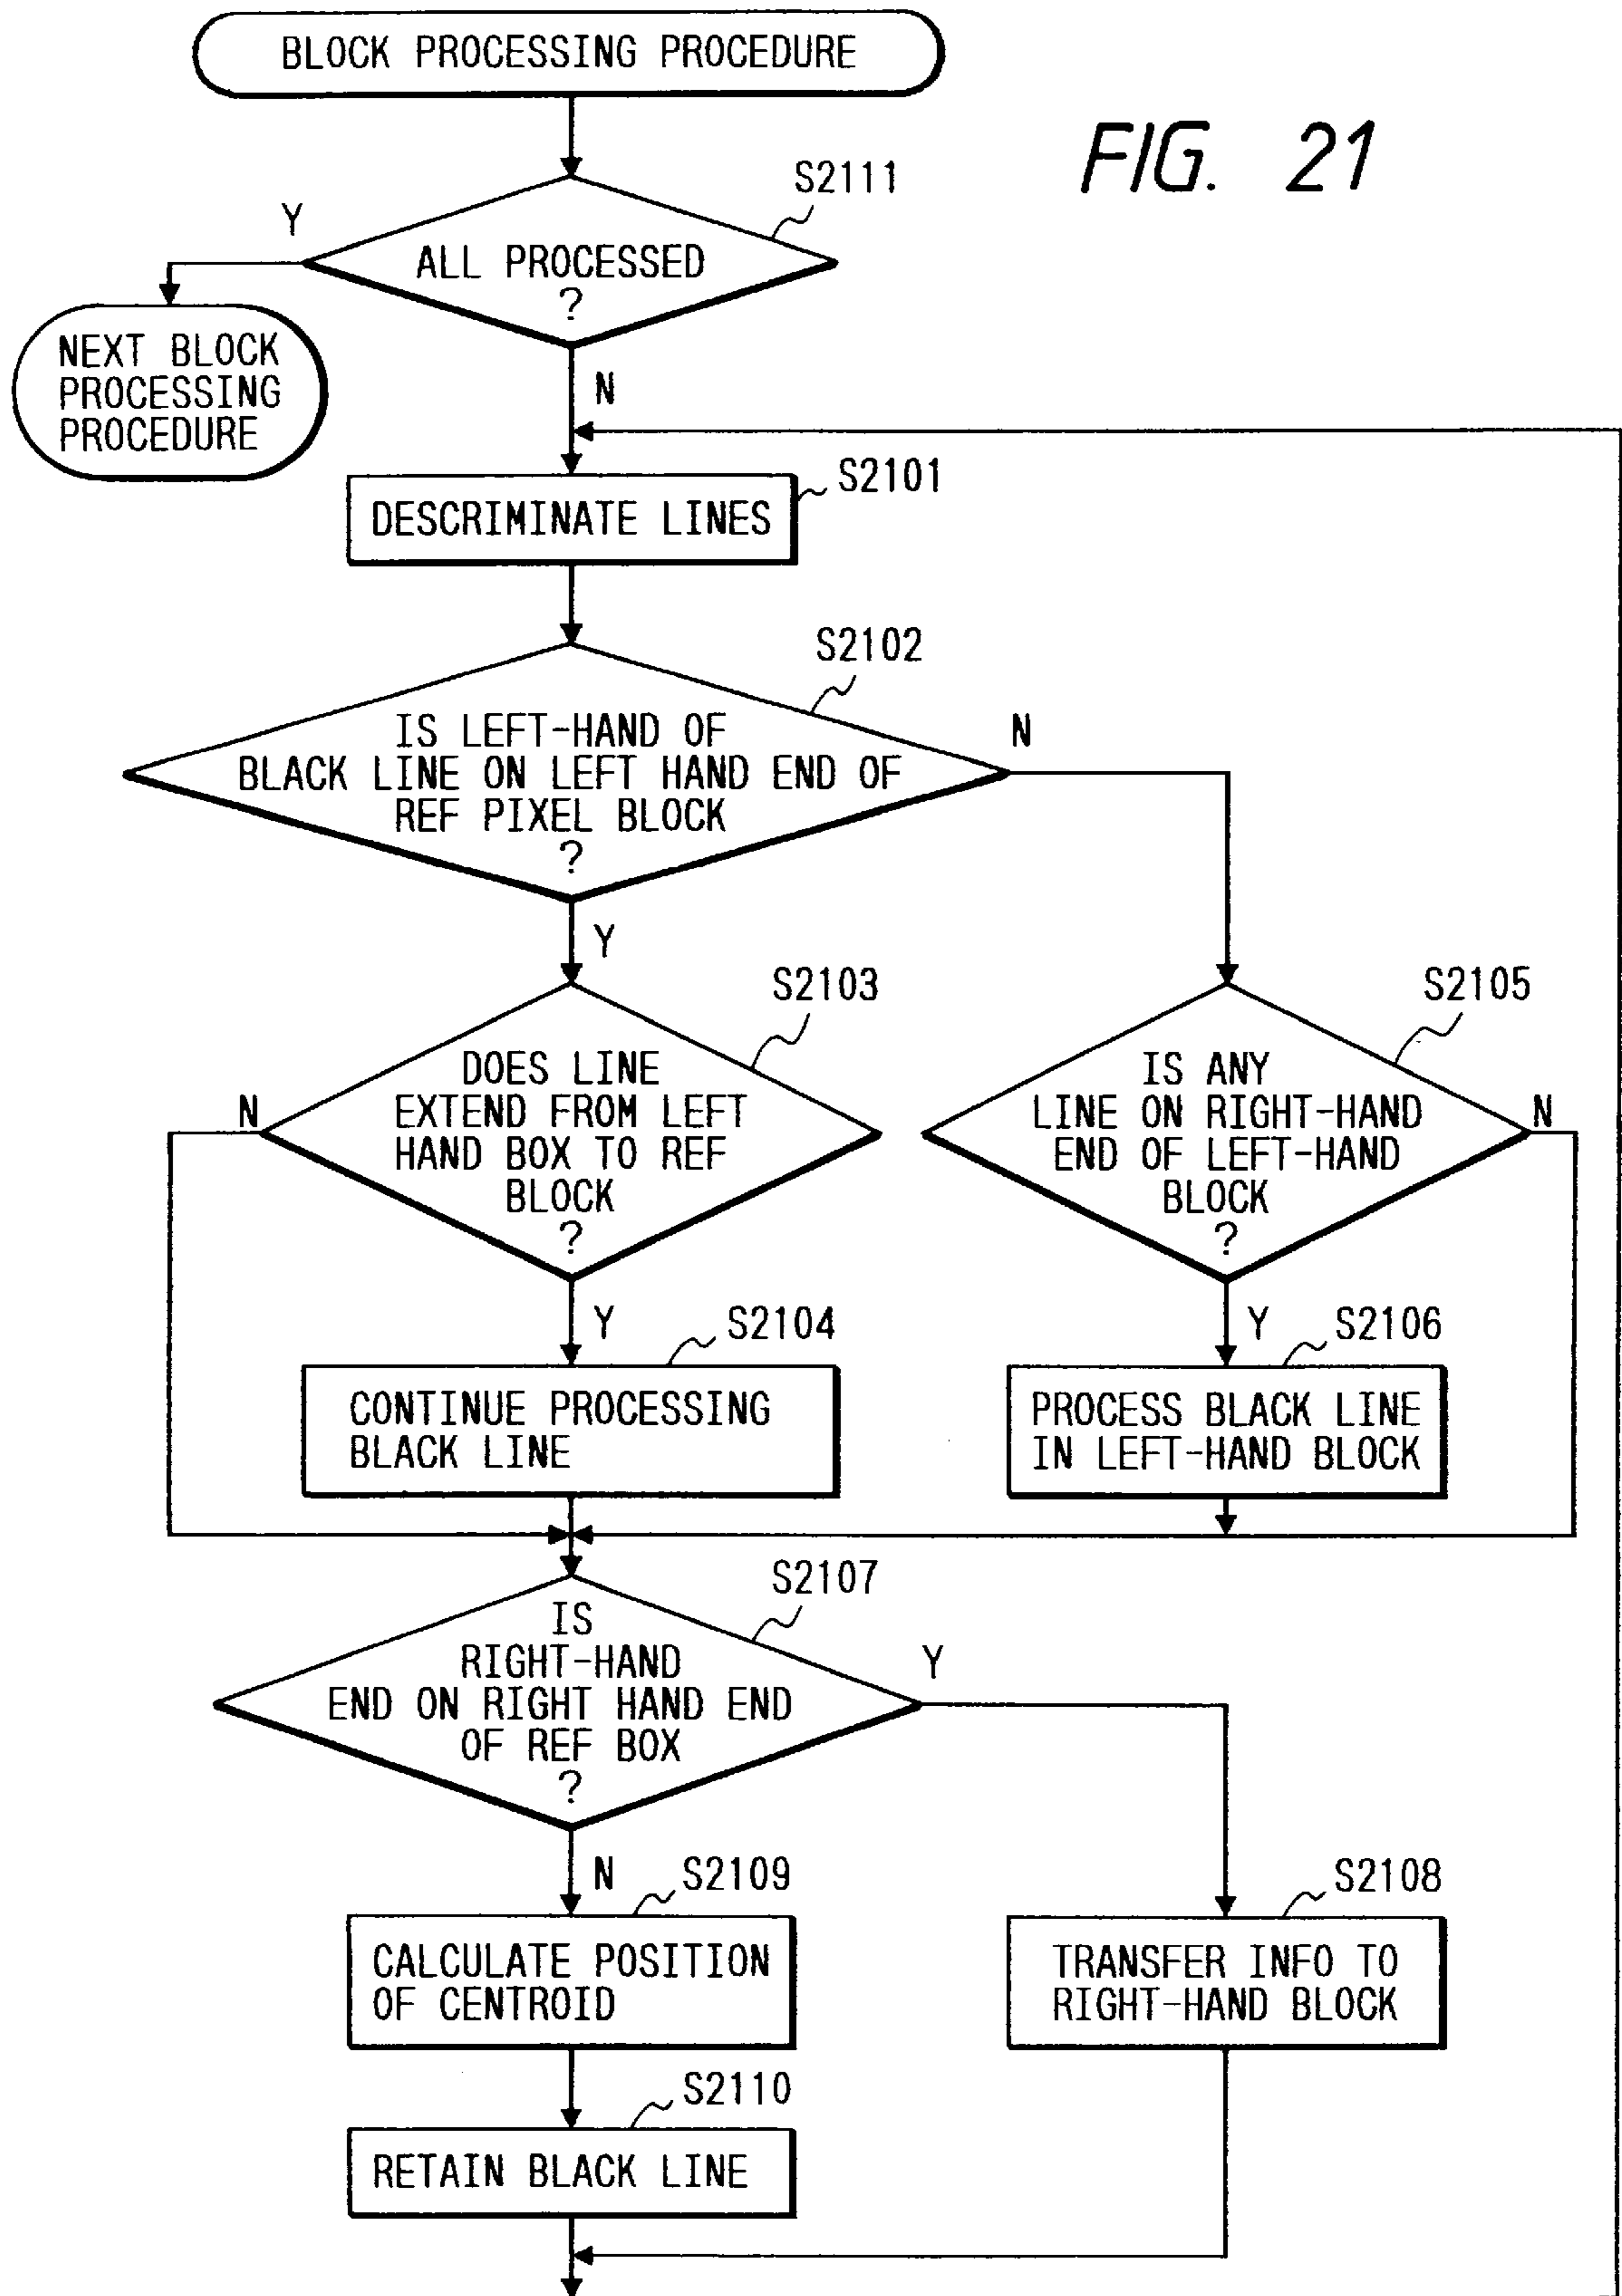 BLOCK PROCESSING PROCEDURE
FIG. 21
S2111
Y
ALL PROCESSED
?
NEXT BLOCK
PROCESSING
PROCEDURE
N
S2101
DESCRIMINATE LINES
S2102
IS LEFT-HAND OF
BLACK LINE ON LEFT HAND END OF
REF PIXEL BLOCK
?
N
Y
S2103
DOES LINE
EXTEND FROM LEFT
HAND BOX TO REF
BLOCK
?
N
S2105
IS ANY
LINE ON RIGHT-HAND
END OF LEFT-HAND
BLOCK
?
N
Y
S2104
CONTINUE PROCESSING
BLACK LINE
Y
S2106
PROCESS BLACK LINE
IN LEFT-HAND BLOCK
S2107
IS
RIGHT-HAND
END ON RIGHT HAND END
OF REF BOX
?
Y
N
S2109
CALCULATE POSITION
OF CENTROID
S2108
TRANSFER INFO TO
RIGHT-HAND BLOCK
S2110
RETAIN BLACK LINE